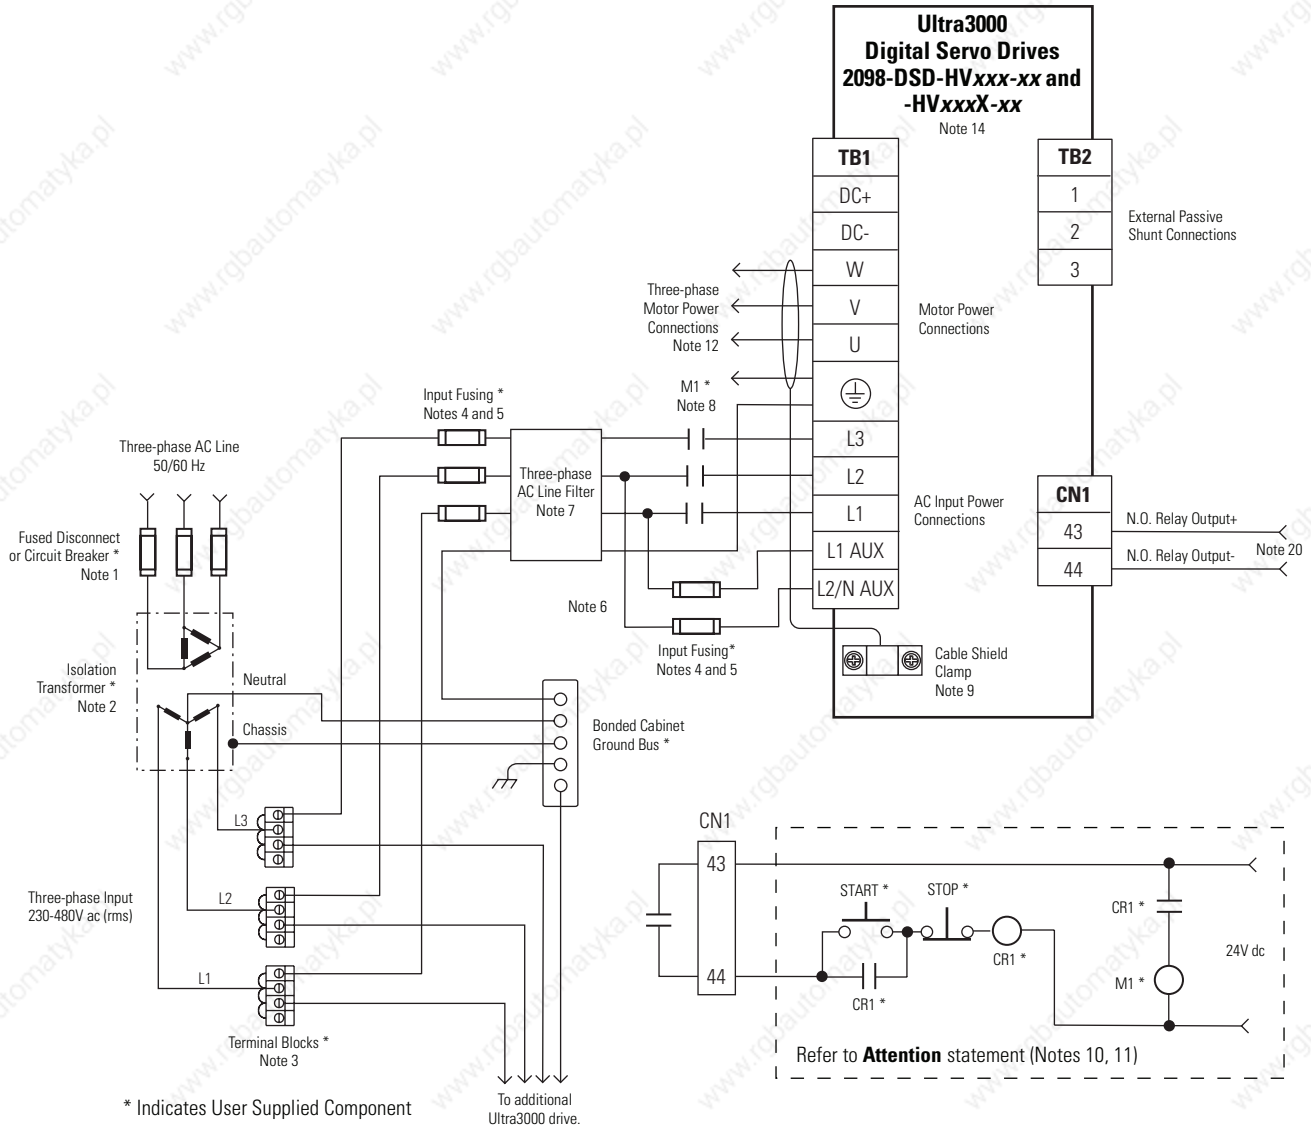 Ultra3000
Digital Servo Drives
2098-DSD-HVxxx-xx and
-HVxxxX-xx
Note 14
TB1
DC+
DC-
W
V
U
L3
L2
L1
L1 AUX
L2/N AUX
TB2
1
2
3
External Passive
Shunt Connections
Three-phase
Motor Power
Connections
Note 12
Motor Power
Connections
M1 *
Note 8
Input Fusing *
Notes 4 and 5
Three-phase AC Line
50/60 Hz
Three-phase
AC Line Filter
Note 7
AC Input Power
Connections
CN1
43
44
N.O. Relay Output+
N.O. Relay Output-
Note 20
Fused Disconnect
or Circuit Breaker *
Note 1
Note 6
Input Fusing*
Notes 4 and 5
Cable Shield
Clamp
Note 9
Isolation
Transformer *
Note 2
Neutral
Chassis
Bonded Cabinet
Ground Bus *
L3
L2
L1
Three-phase Input
230-480V ac (rms)
Terminal Blocks *
Note 3
To additional
Ultra3000 drive.
* Indicates User Supplied Component
CN1
43
44
START *
STOP *
CR1 *
CR1 *
CR1 *
M1 *
24V dc
Refer to Attention statement (Notes 10, 11)
www.rgbautomatyka.pl